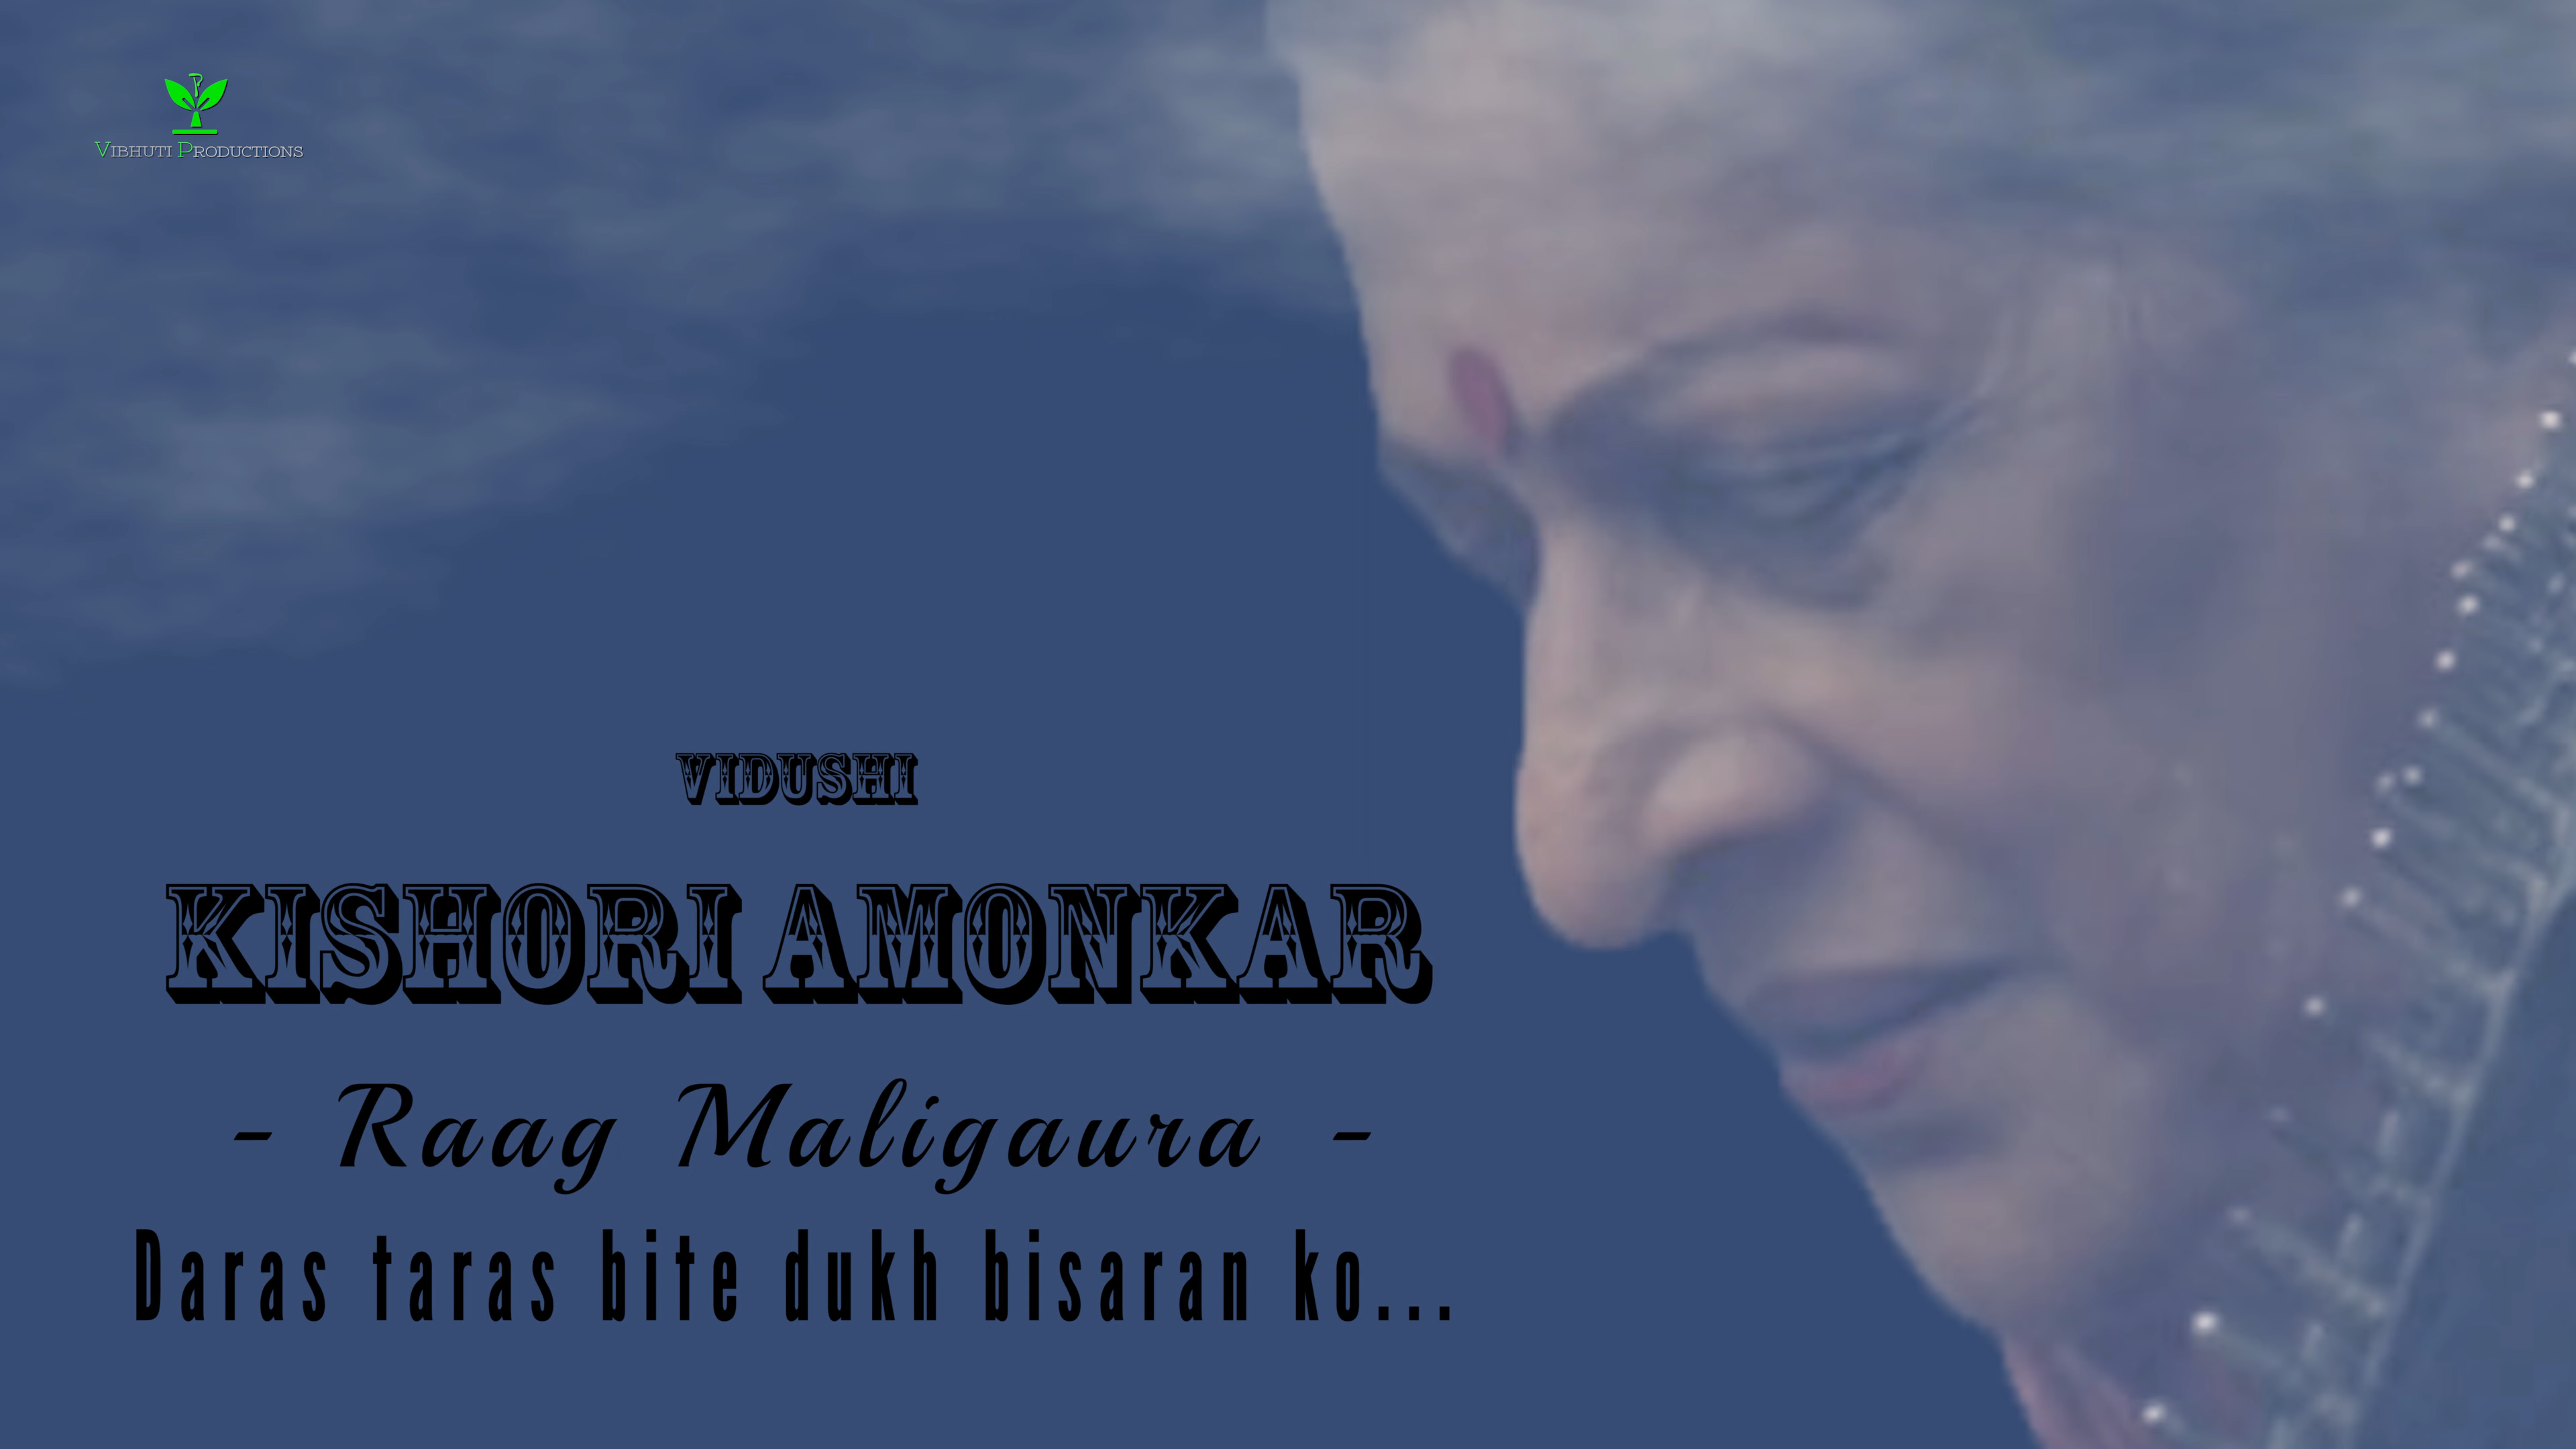 VIBHUTI PRODUCTIONS
VIDUSHI
KISHORI AMONKAR
- Raag Maligaura -
Daras taras bite dukh bisaran ko...